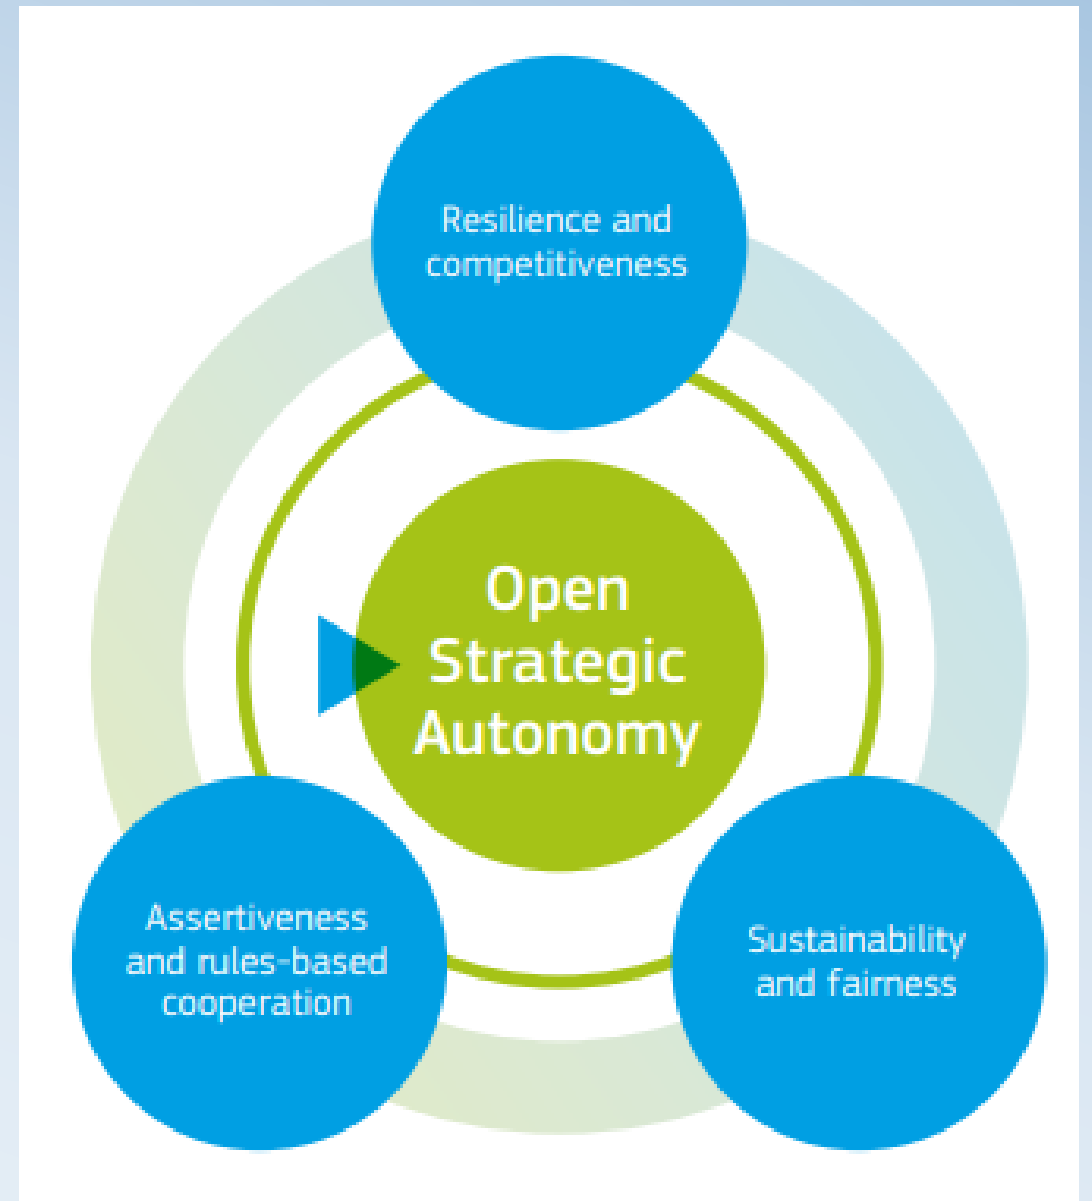 Resilience and
competitiveness
Open
Strategic
Autonomy
Assertiveness
and rules-based
cooperation
Sustainability
and fairness